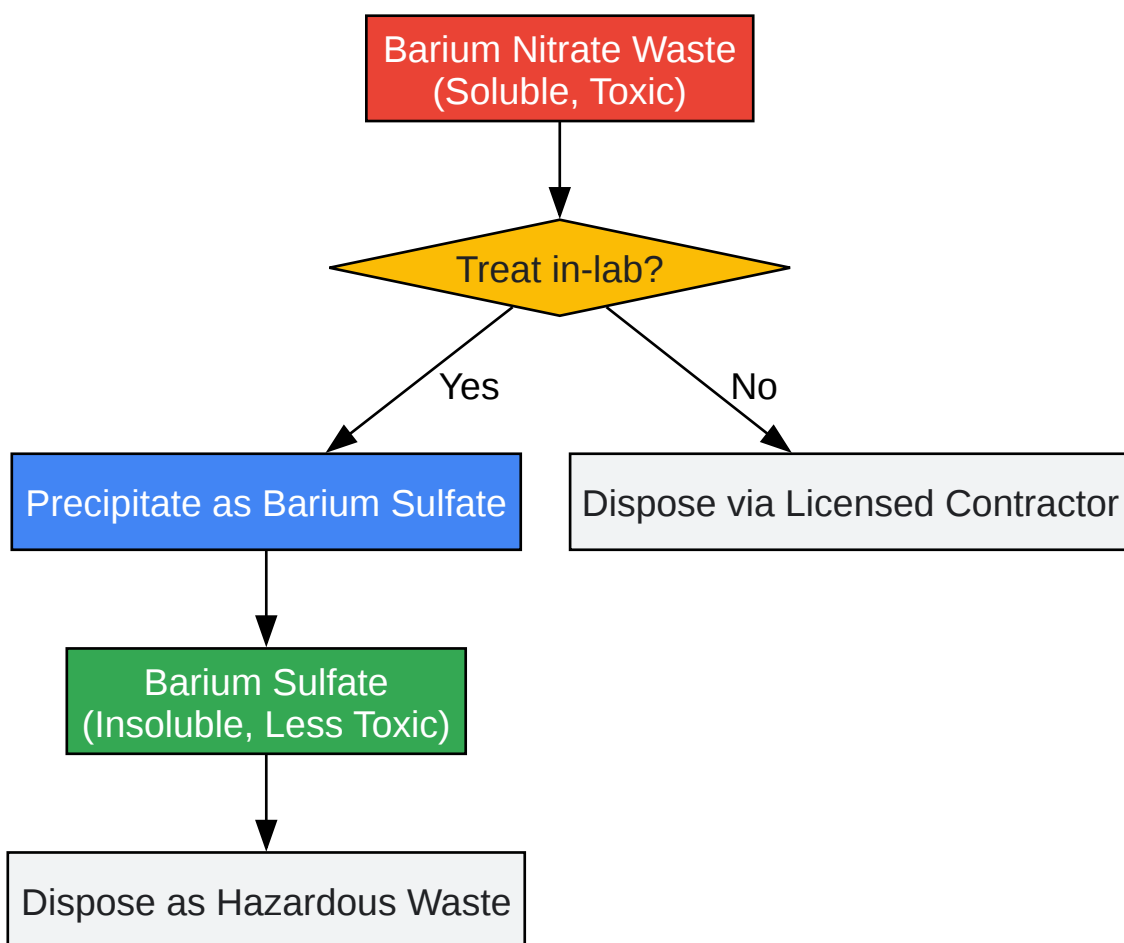 Barium Nitrate Waste
(Soluble, Toxic)
Treat in-lab?
Yes
No
Precipitate as Barium Sulfate
Dispose via Licensed Contractor
Barium Sulfate
(Insoluble, Less Toxic)
Dispose as Hazardous Waste